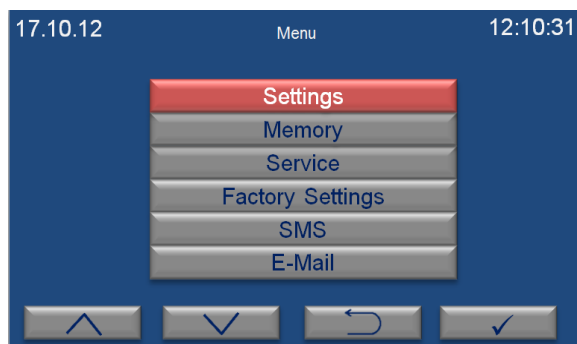 17.10.12 Menu 12:10:31
Settings
Memory
Service
Factory Settings
SMS
E-Mail